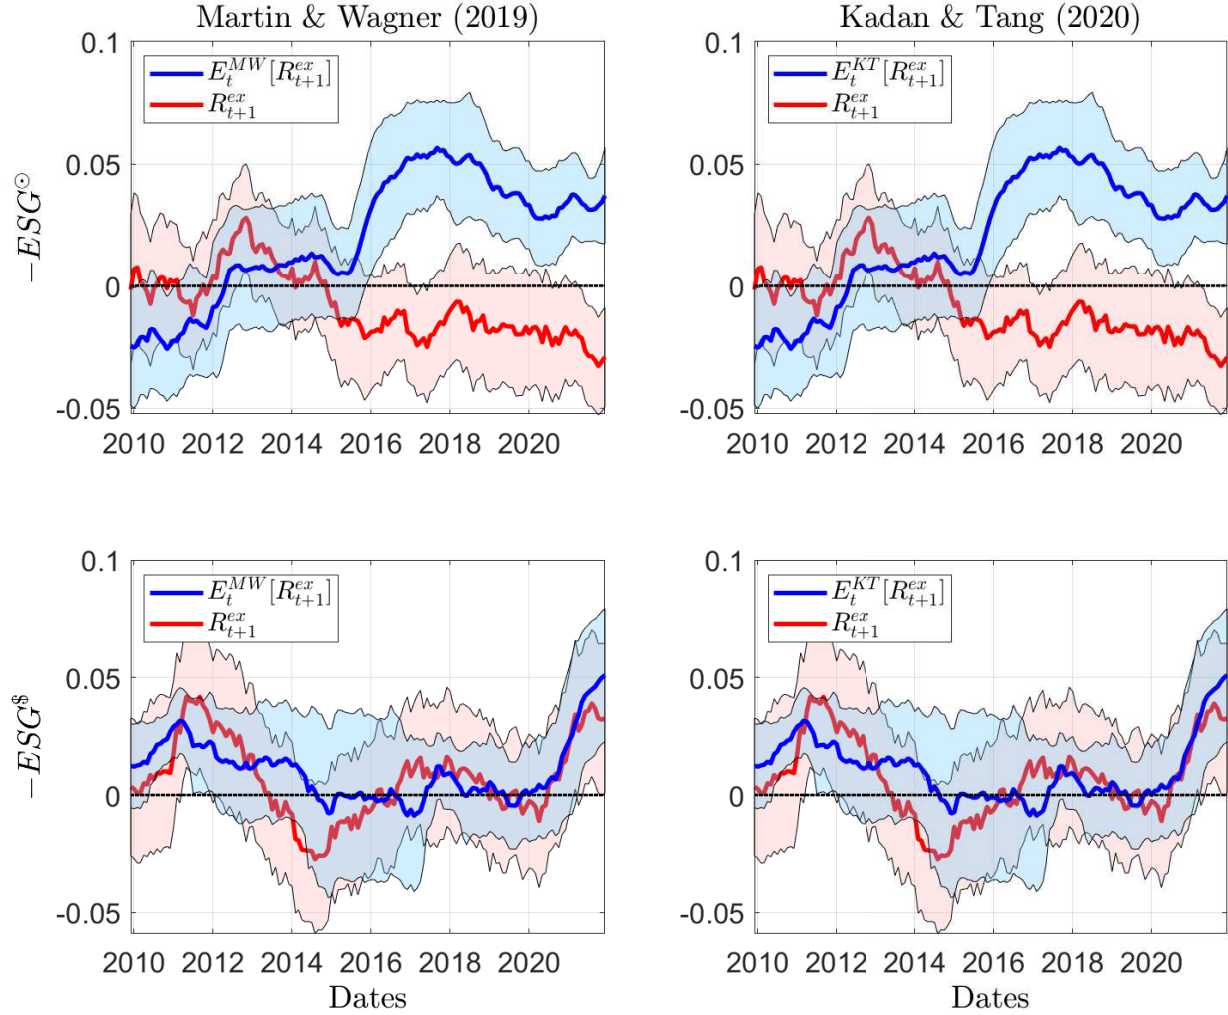 Martin & Wagner (2019)
Kadan & Tang (2020)
0.1
0.05
0
-0.05
−ESG^⊙
E_t^{MW}[R_{t+1}^{ex}]
R_{t+1}^{ex}
2010 2012 2014 2016 2018 2020
0.1
0.05
0
-0.05
E_t^{KT}[R_{t+1}^{ex}]
R_{t+1}^{ex}
2010 2012 2014 2016 2018 2020
0.1
0.05
0
-0.05
−ESG^$
E_t^{MW}[R_{t+1}^{ex}]
R_{t+1}^{ex}
2010 2012 2014 2016 2018 2020
Dates
0.1
0.05
0
-0.05
E_t^{KT}[R_{t+1}^{ex}]
R_{t+1}^{ex}
2010 2012 2014 2016 2018 2020
Dates